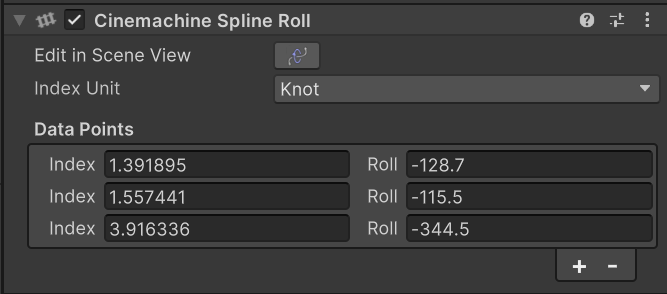 Cinemachine Spline Roll
Edit in Scene View
Index Unit Knot
Data Points
Index 1.391895 Roll -128.7
Index 1.557441 Roll -115.5
Index 3.916336 Roll -344.5
+ -